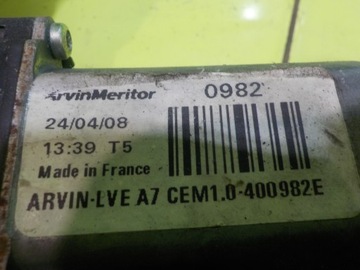 ArvinMeritor 0982
24/04/08
13:39 T5
Made in France
ARVIN-LVE A7 CEM1.0-400982E